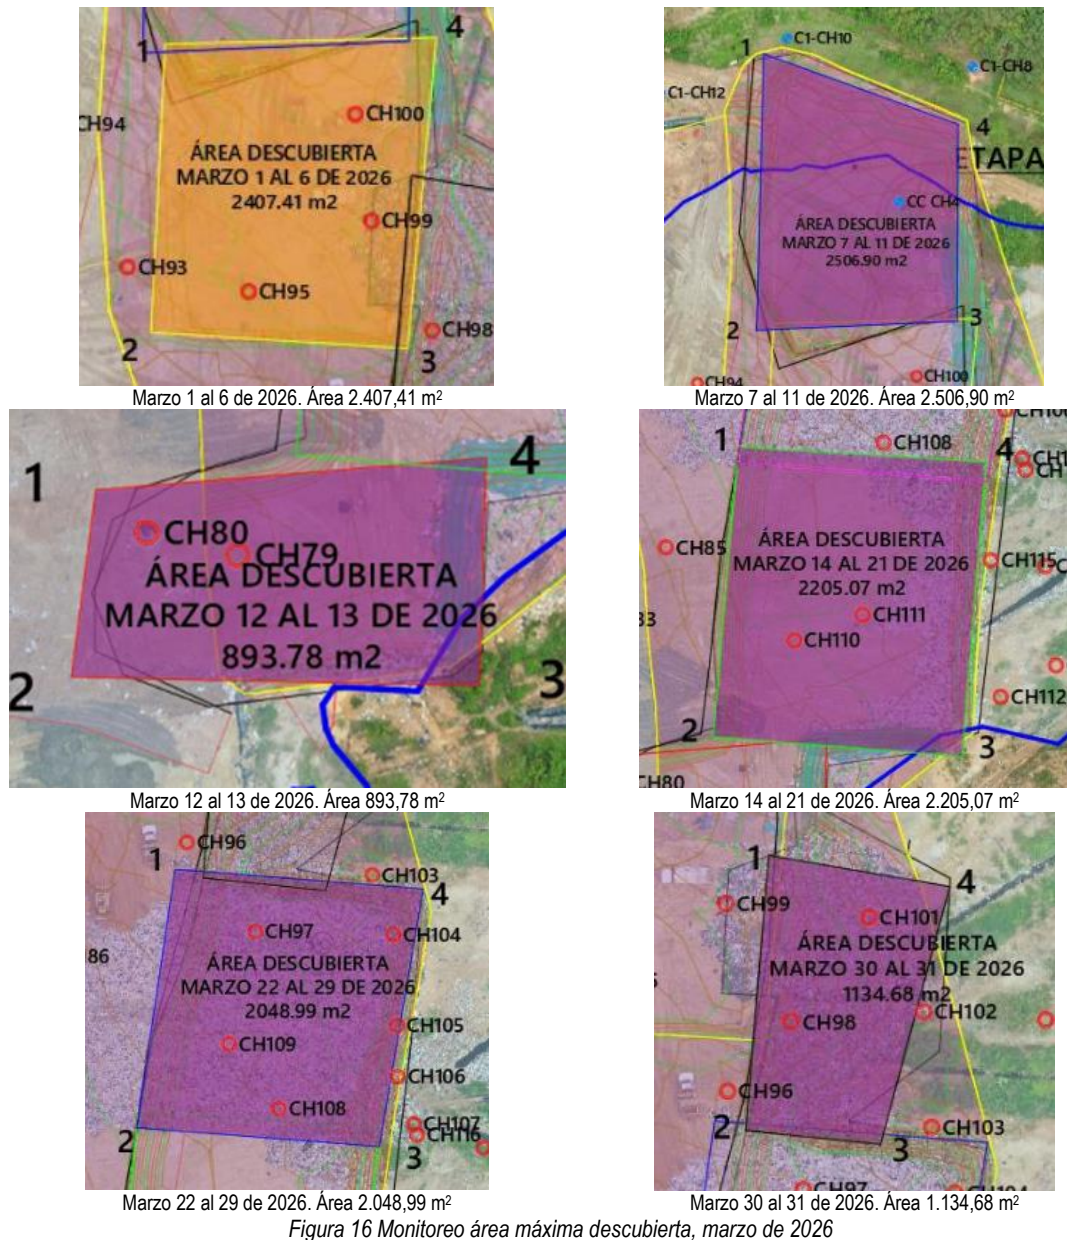 1
4
CH94
CH100
ÁREA DESCUBIERTA
MARZO 1 AL 6 DE 2026
2407.41 m2
CH99
CH93
CH95
CH98
2
3
Marzo 1 al 6 de 2026. Área 2.407,41 m²
1
C1-CH10
C1-CH8
C1-CH12
4
ETAPA
CC CH4
ÁREA DESCUBIERTA
MARZO 7 AL 11 DE 2026
2506.90 m2
2
3
CH94
CH100
Marzo 7 al 11 de 2026. Área 2.506,90 m²
1
4
CH80
CH79
ÁREA DESCUBIERTA
MARZO 12 AL 13 DE 2026
893.78 m2
2
3
Marzo 12 al 13 de 2026. Área 893,78 m²
1
CH108
4
CH
ÁREA DESCUBIERTA
CH85
MARZO 14 AL 21 DE 2026
CH115
2205.07 m2
CH111
CH110
CH112
2
3
CH80
Marzo 14 al 21 de 2026. Área 2.205,07 m²
CH96
1
CH103
4
CH97
CH104
86
ÁREA DESCUBIERTA
MARZO 22 AL 29 DE 2026
2048.99 m2
CH105
CH109
CH106
CH108
CH107
CH116
2
3
Marzo 22 al 29 de 2026. Área 2.048,99 m²
1
4
CH99
CH101
ÁREA DESCUBIERTA
MARZO 30 AL 31 DE 2026
1134.68 m2
CH102
CH98
CH96
2
CH103
3
CH97
CH104
Marzo 30 al 31 de 2026. Área 1.134,68 m²
Figura 16 Monitoreo área máxima descubierta, marzo de 2026